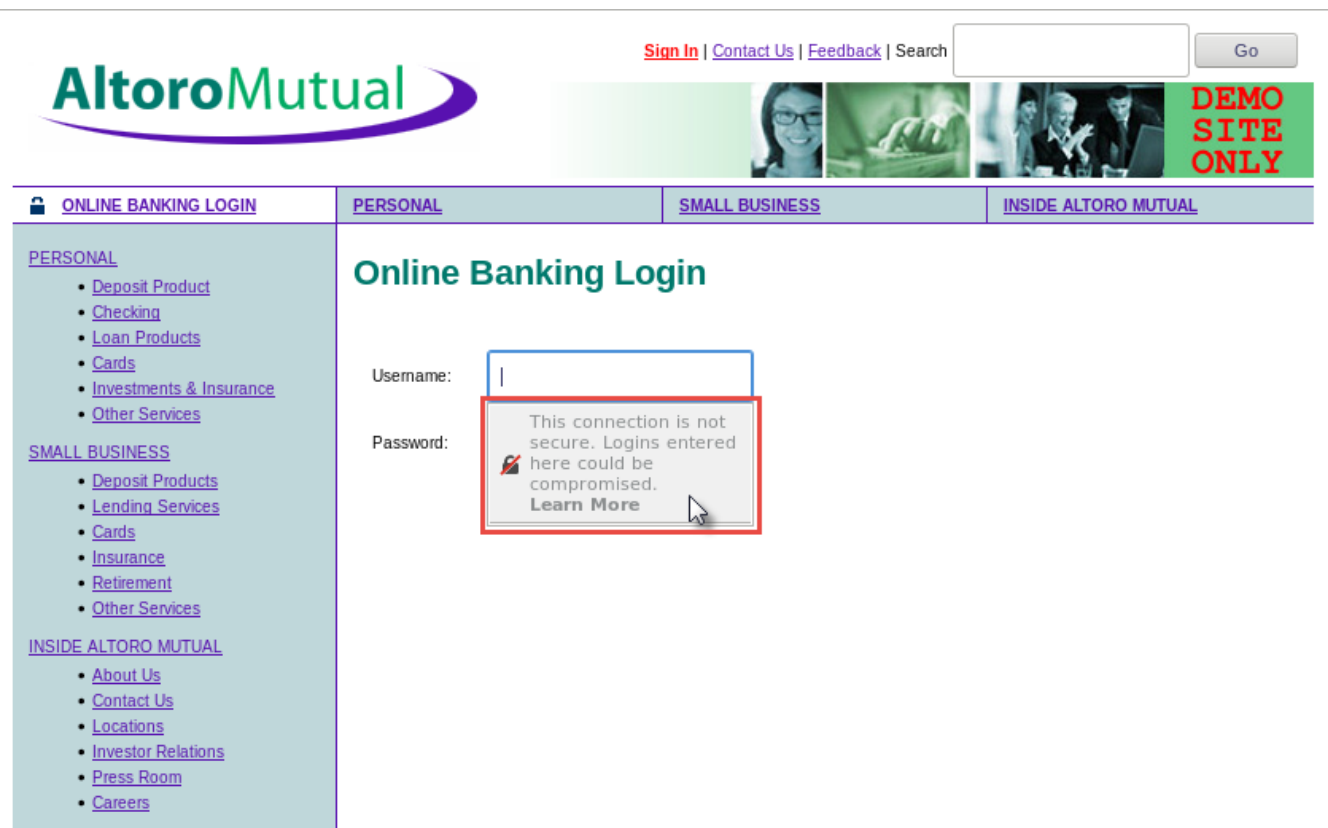 AltoroMutual
Sign In | Contact Us | Feedback | Search
Go
DEMO
SITE
ONLY
ONLINE BANKING LOGIN
PERSONAL
SMALL BUSINESS
INSIDE ALTORO MUTUAL
PERSONAL
Deposit Product
Checking
Loan Products
Cards
Investments & Insurance
Other Services
SMALL BUSINESS
Deposit Products
Lending Services
Cards
Insurance
Retirement
Other Services
INSIDE ALTORO MUTUAL
About Us
Contact Us
Locations
Investor Relations
Press Room
Careers
Online Banking Login
Username:
Password:
This connection is not
secure. Logins entered
here could be
compromised.
Learn More